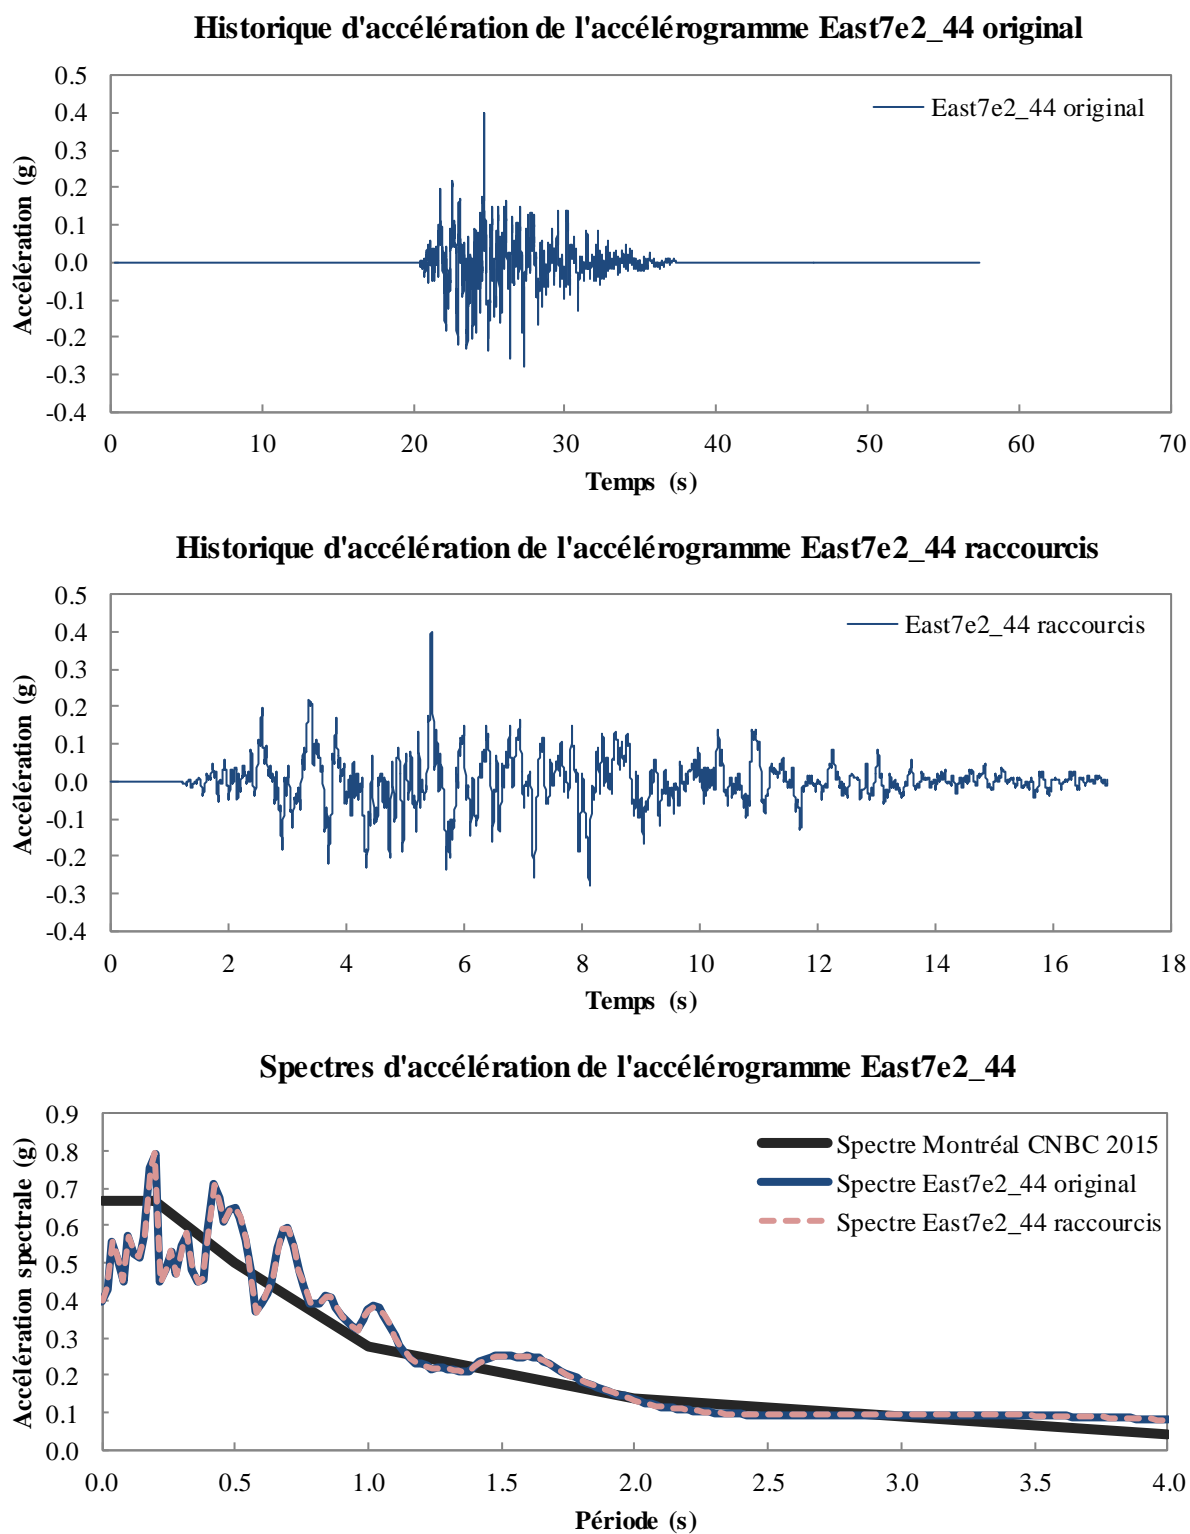 Historique d'accélération de l'accélérogramme East7e2_44 original
0.5
0.4
0.3
0.2
0.1
0.0
-0.1
-0.2
-0.3
-0.4
Accélération (g)
East7e2_44 original
0 10 20 30 40 50 60 70
Temps (s)
Historique d'accélération de l'accélérogramme East7e2_44 raccourcis
0.5
0.4
0.3
0.2
0.1
0.0
-0.1
-0.2
-0.3
-0.4
Accélération (g)
East7e2_44 raccourcis
0 2 4 6 8 10 12 14 16 18
Temps (s)
Spectres d'accélération de l'accélérogramme East7e2_44
0.9
0.8
0.7
0.6
0.5
0.4
0.3
0.2
0.1
0.0
Accélération spectrale (g)
Spectre Montréal CNBC 2015
Spectre East7e2_44 original
Spectre East7e2_44 raccourcis
0.0 0.5 1.0 1.5 2.0 2.5 3.0 3.5 4.0
Période (s)